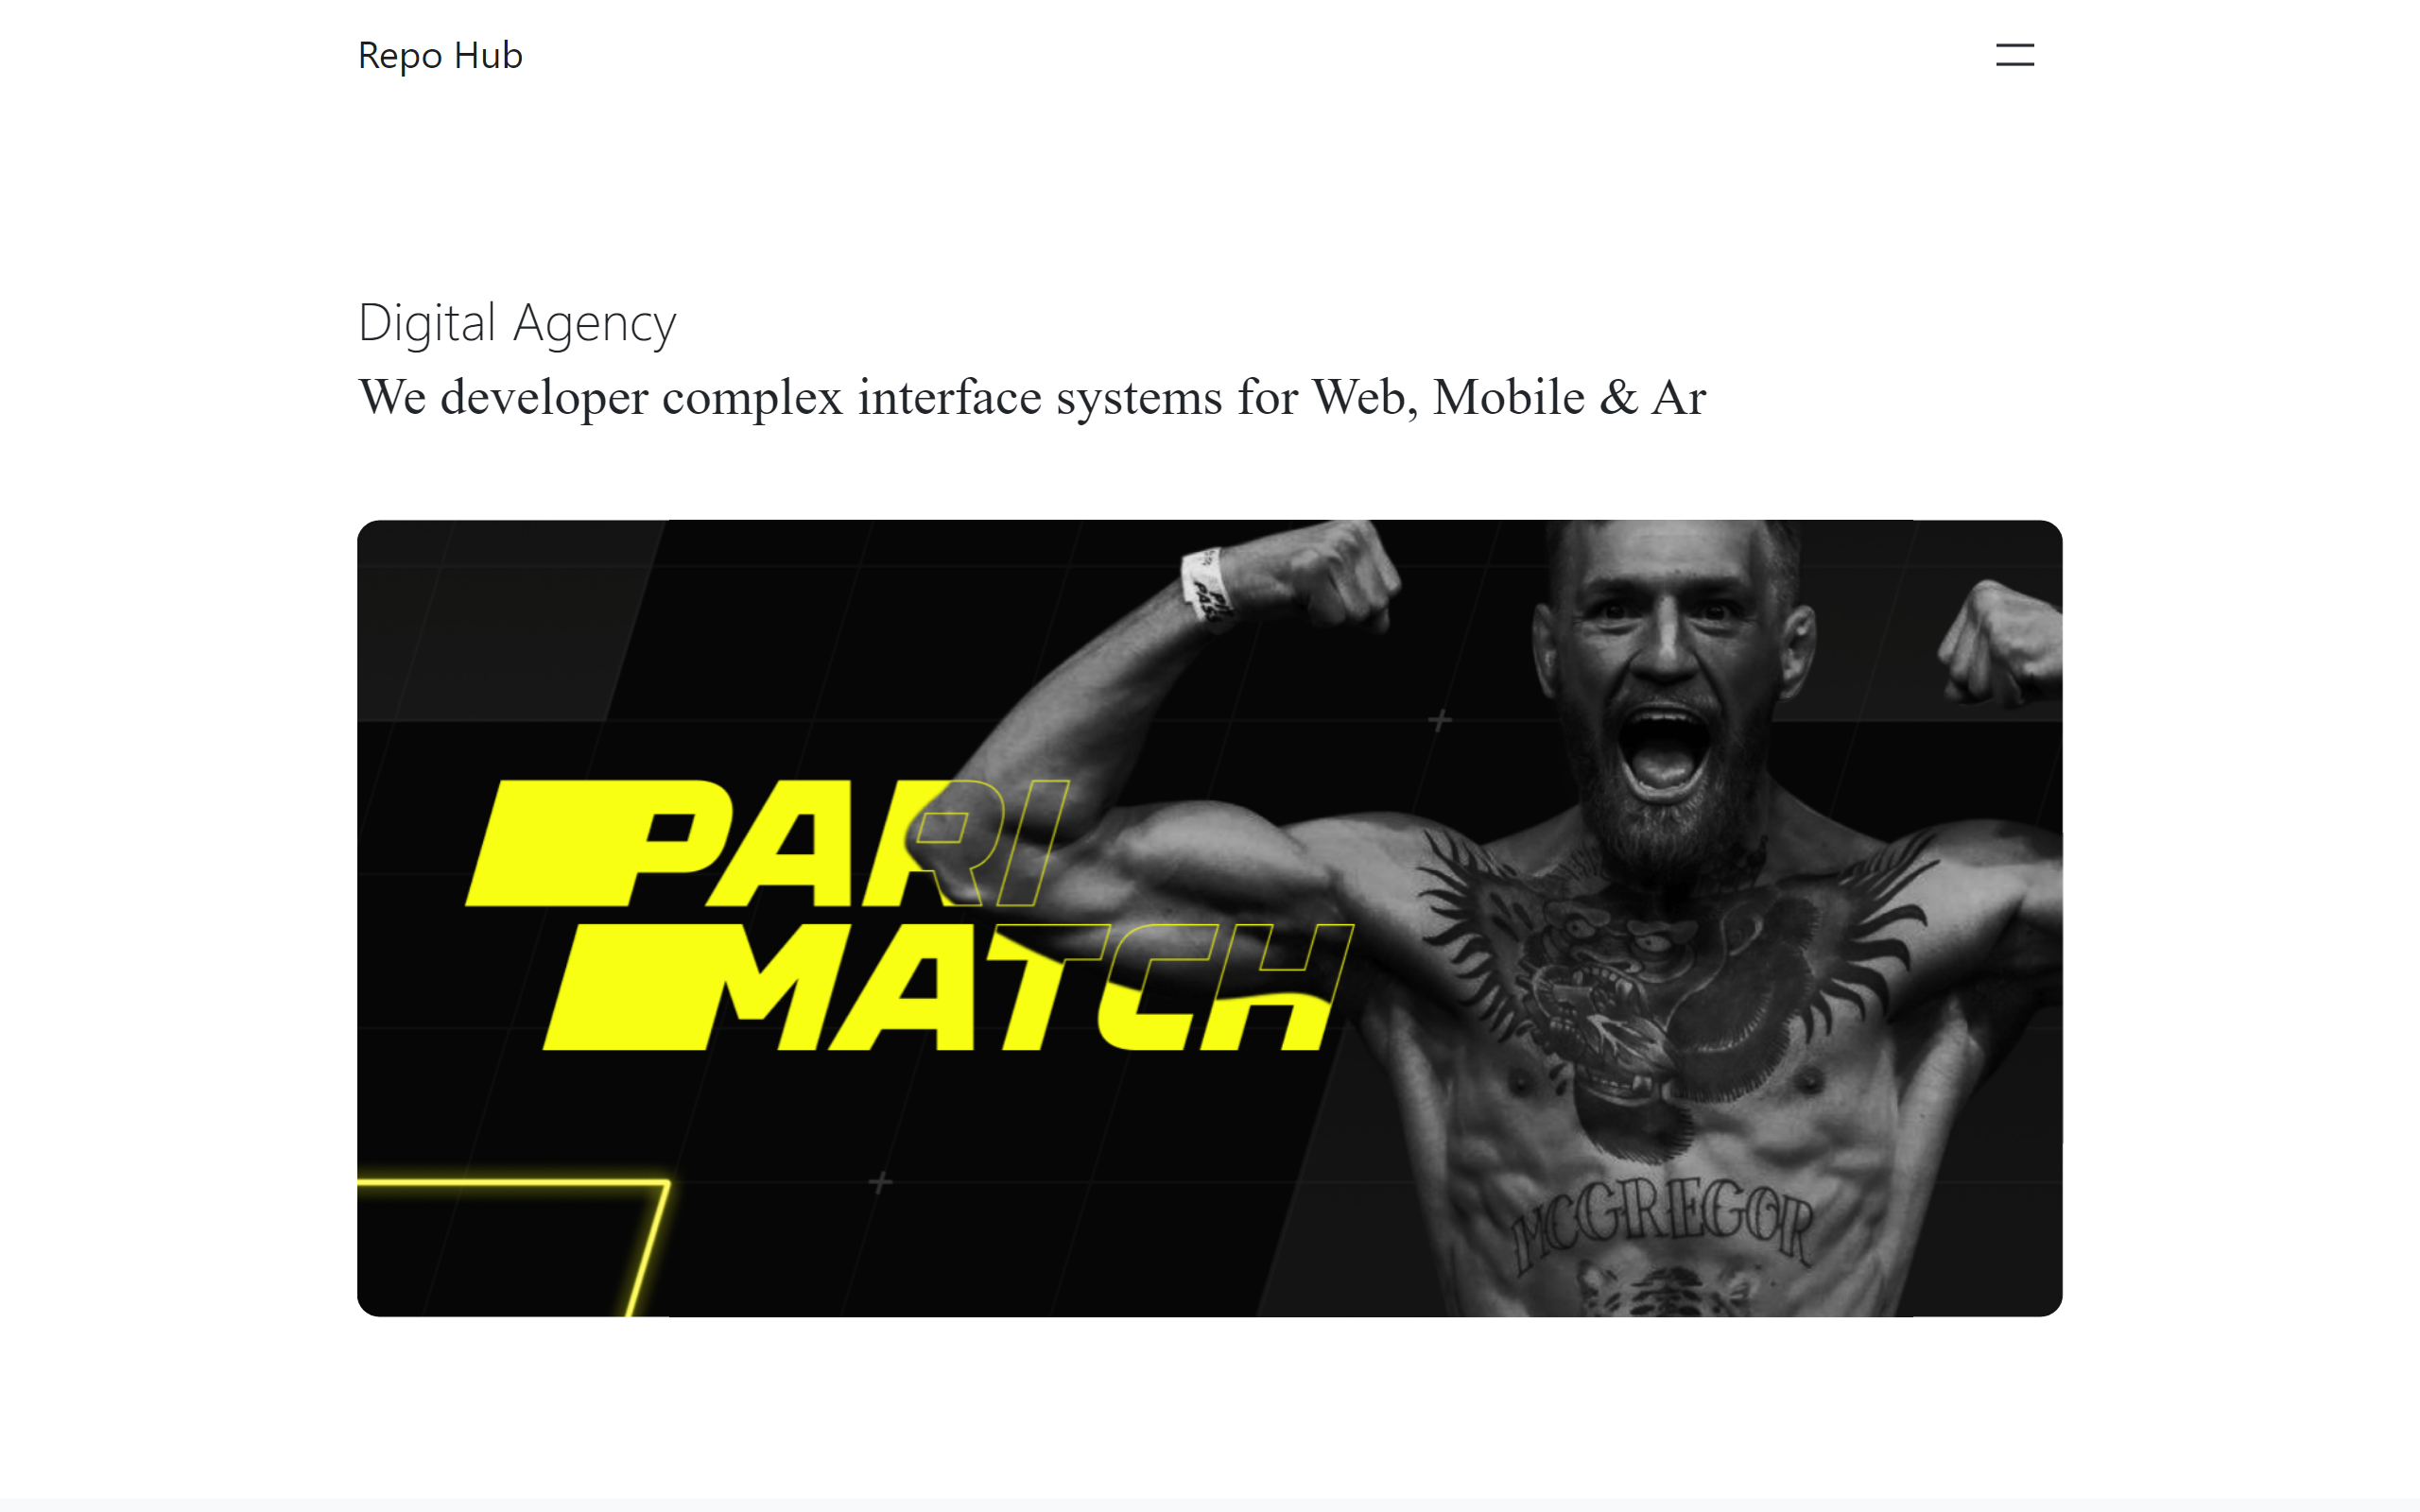 Repo Hub
Digital Agency
We developer complex interface systems for Web, Mobile & Ar
PARI
MATCH
MCGREGOR